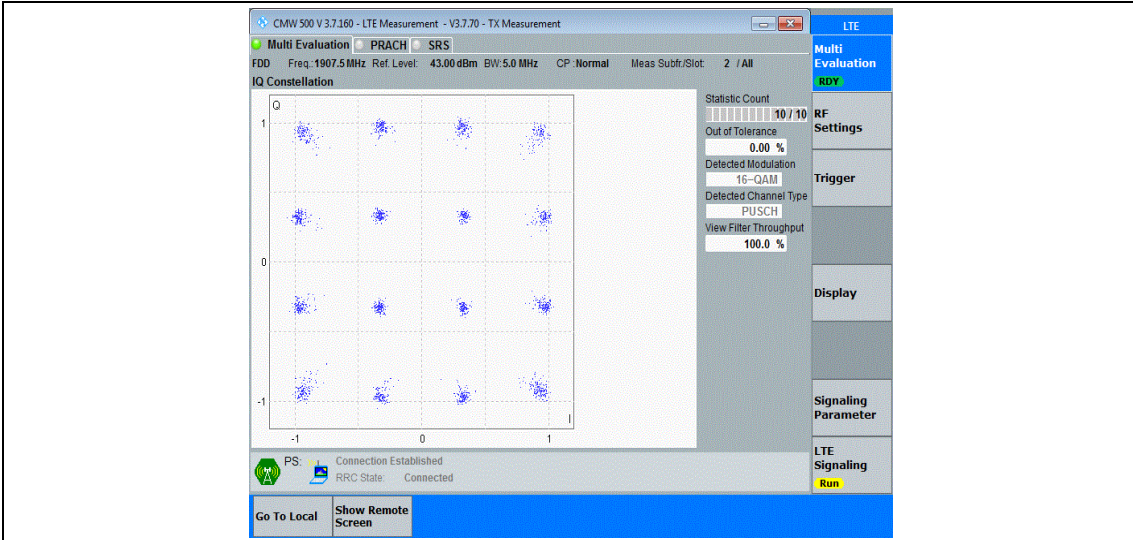 CMW 500 V 3.7.160 - LTE Measurement - V3.7.70 - TX Measurement
LTE
Multi Evaluation PRACH SRS
Multi
Evaluation
RDY
FDD Freq.:1907.5 MHz Ref. Level: 43.00 dBm BW:5.0 MHz CP :Normal Meas Subfr./Slot: 2 / All
IQ Constellation
Q
1
0
-1
-1 0 1
I
Statistic Count
10 / 10
Out of Tolerance
0.00 %
Detected Modulation
16-QAM
Detected Channel Type
PUSCH
View Filter Throughput
100.0 %
RF
Settings
Trigger
Display
Signaling
Parameter
LTE
Signaling
Run
PS: Connection Established
RRC State: Connected
Go To Local
Show Remote
Screen